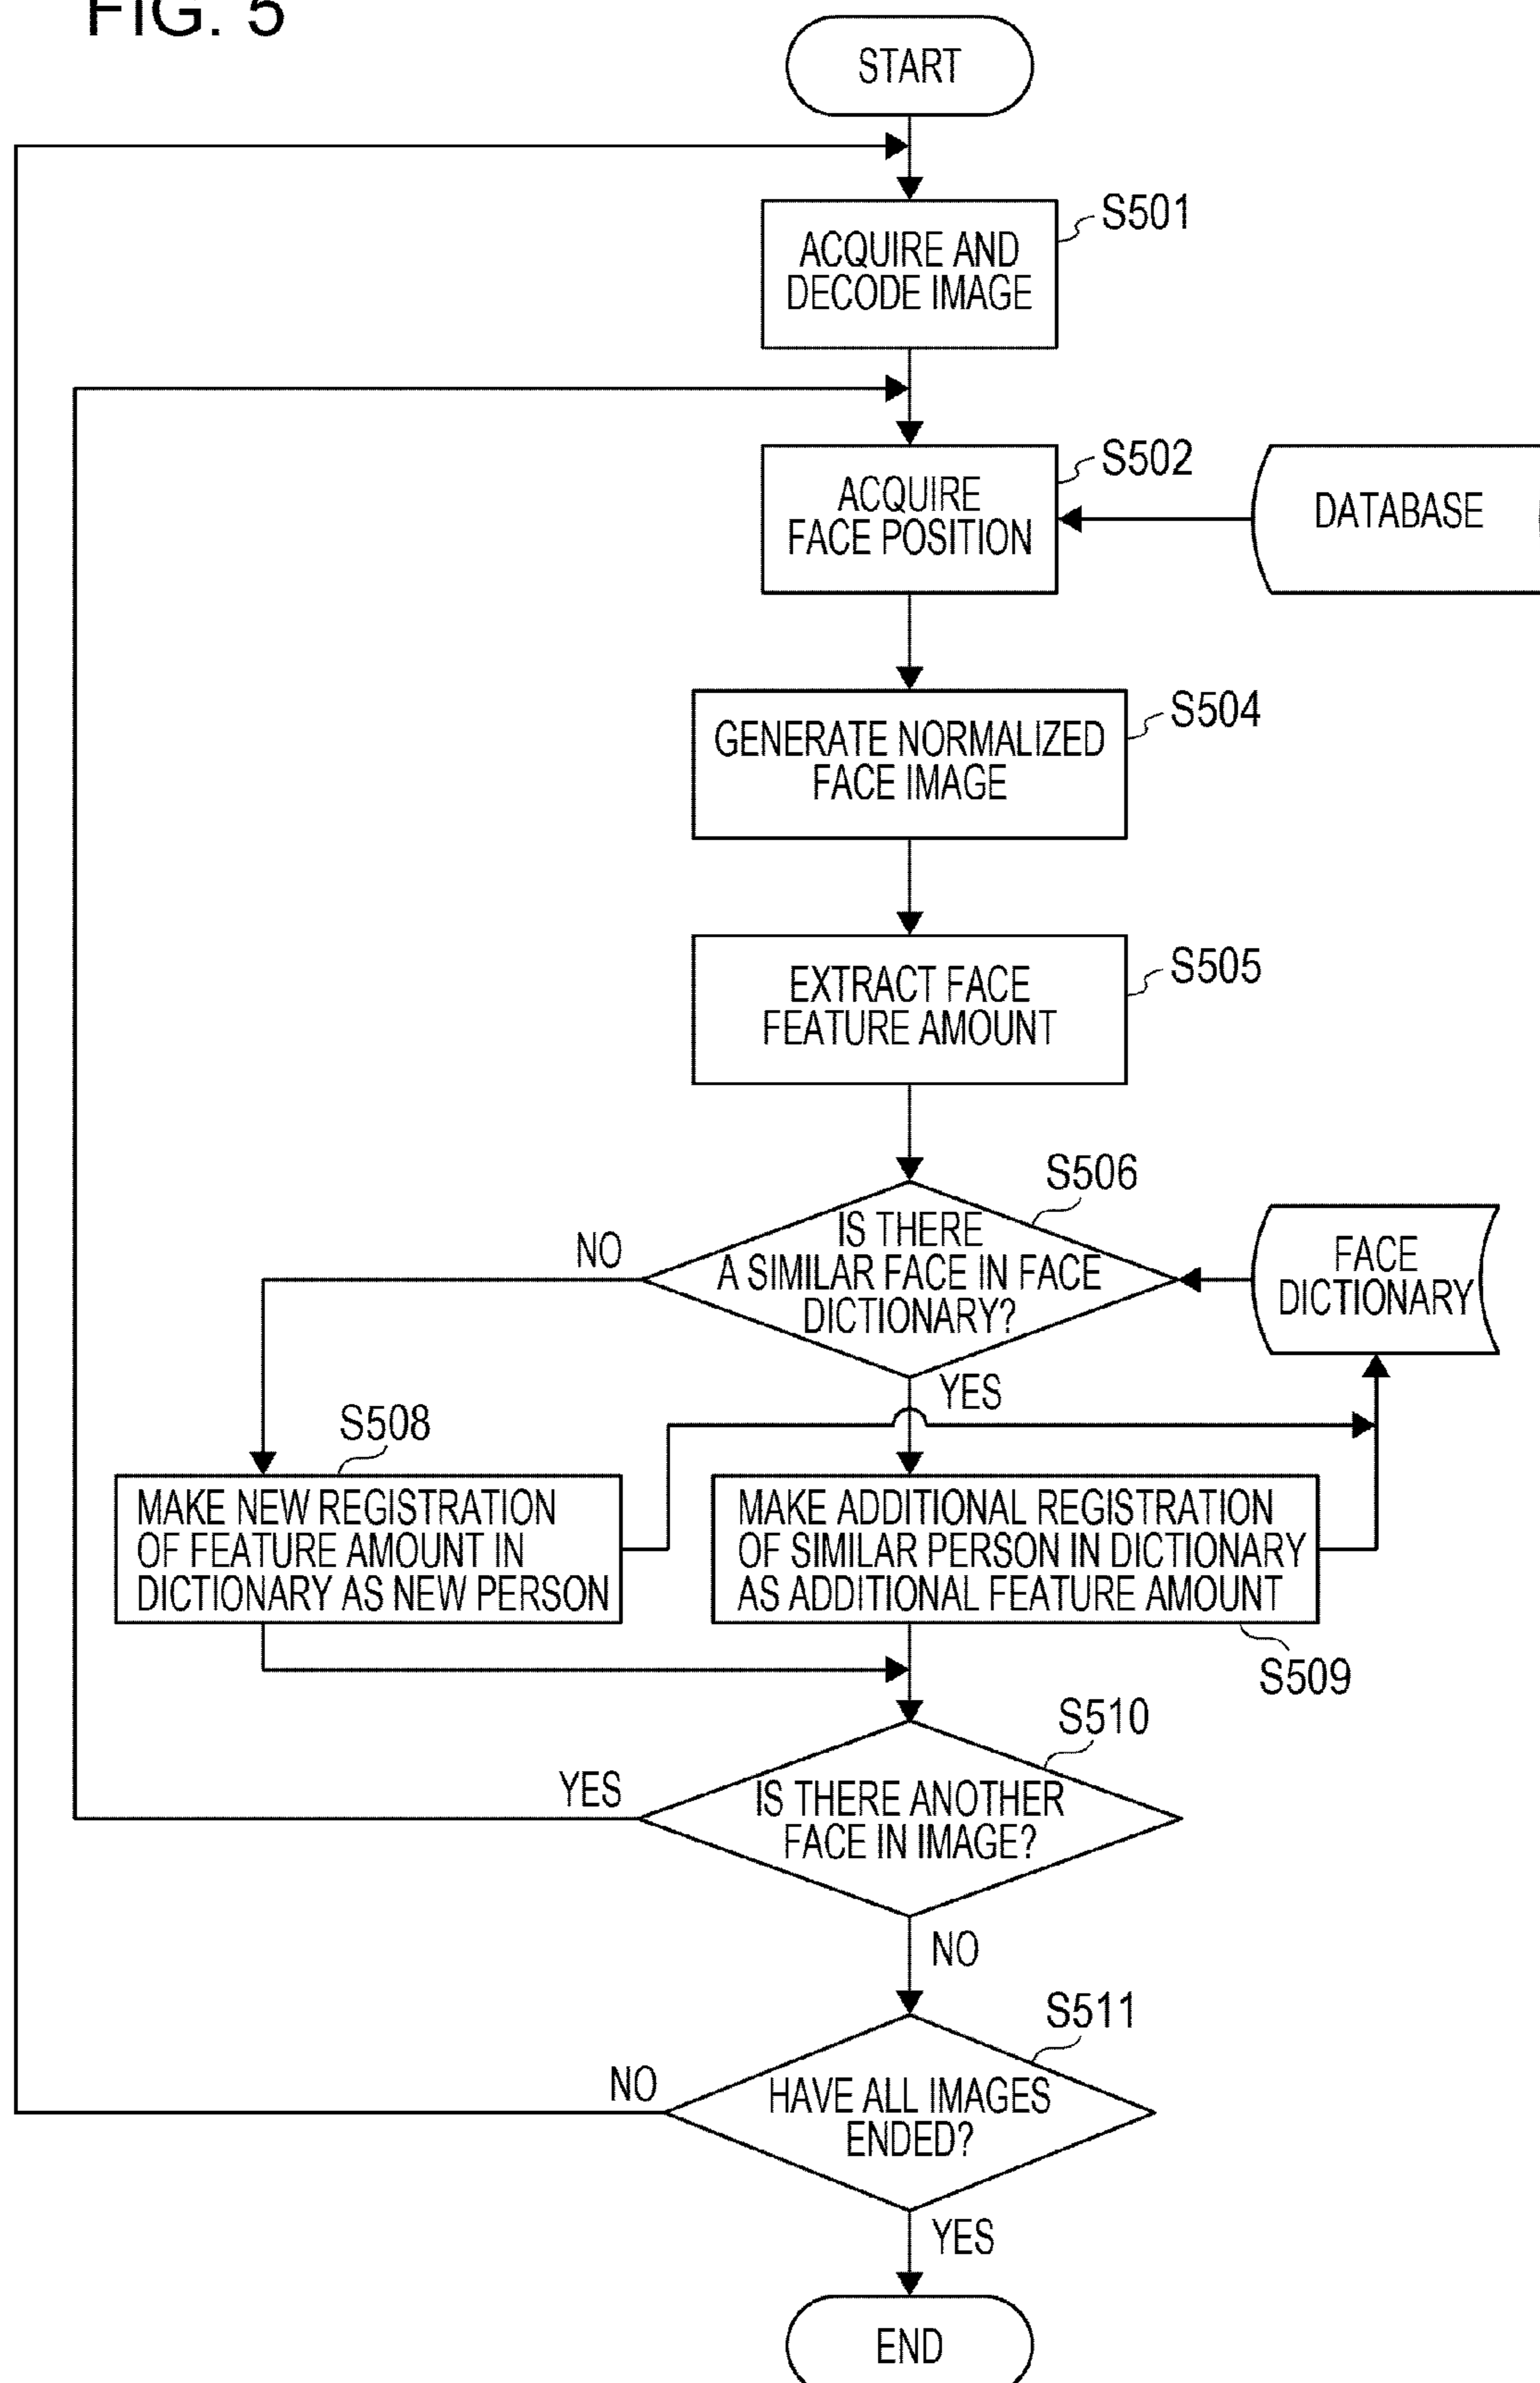 FIG. 5
START
S501
ACQUIRE AND
DECODE IMAGE
S502
ACQUIRE
FACE POSITION
DATABASE
S504
GENERATE NORMALIZED
FACE IMAGE
S505
EXTRACT FACE
FEATURE AMOUNT
S506
IS THERE
A SIMILAR FACE IN FACE
DICTIONARY?
NO
FACE
DICTIONARY
YES
S508
MAKE NEW REGISTRATION
OF FEATURE AMOUNT IN
DICTIONARY AS NEW PERSON
MAKE ADDITIONAL REGISTRATION
OF SIMILAR PERSON IN DICTIONARY
AS ADDITIONAL FEATURE AMOUNT
S509
S510
YES
IS THERE ANOTHER
FACE IN IMAGE?
NO
S511
NO
HAVE ALL IMAGES
ENDED?
YES
END